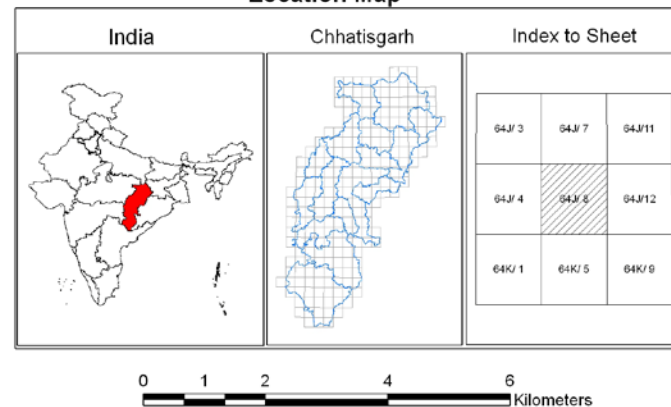 Location Map
India
Chhatisgarh
Index to Sheet
64J/ 3 64J/ 7 64J/11
64J/ 4 64J/ 8 64J/12
64K/ 1 64K/ 5 64K/ 9
0 1 2 4 6
Kilometers